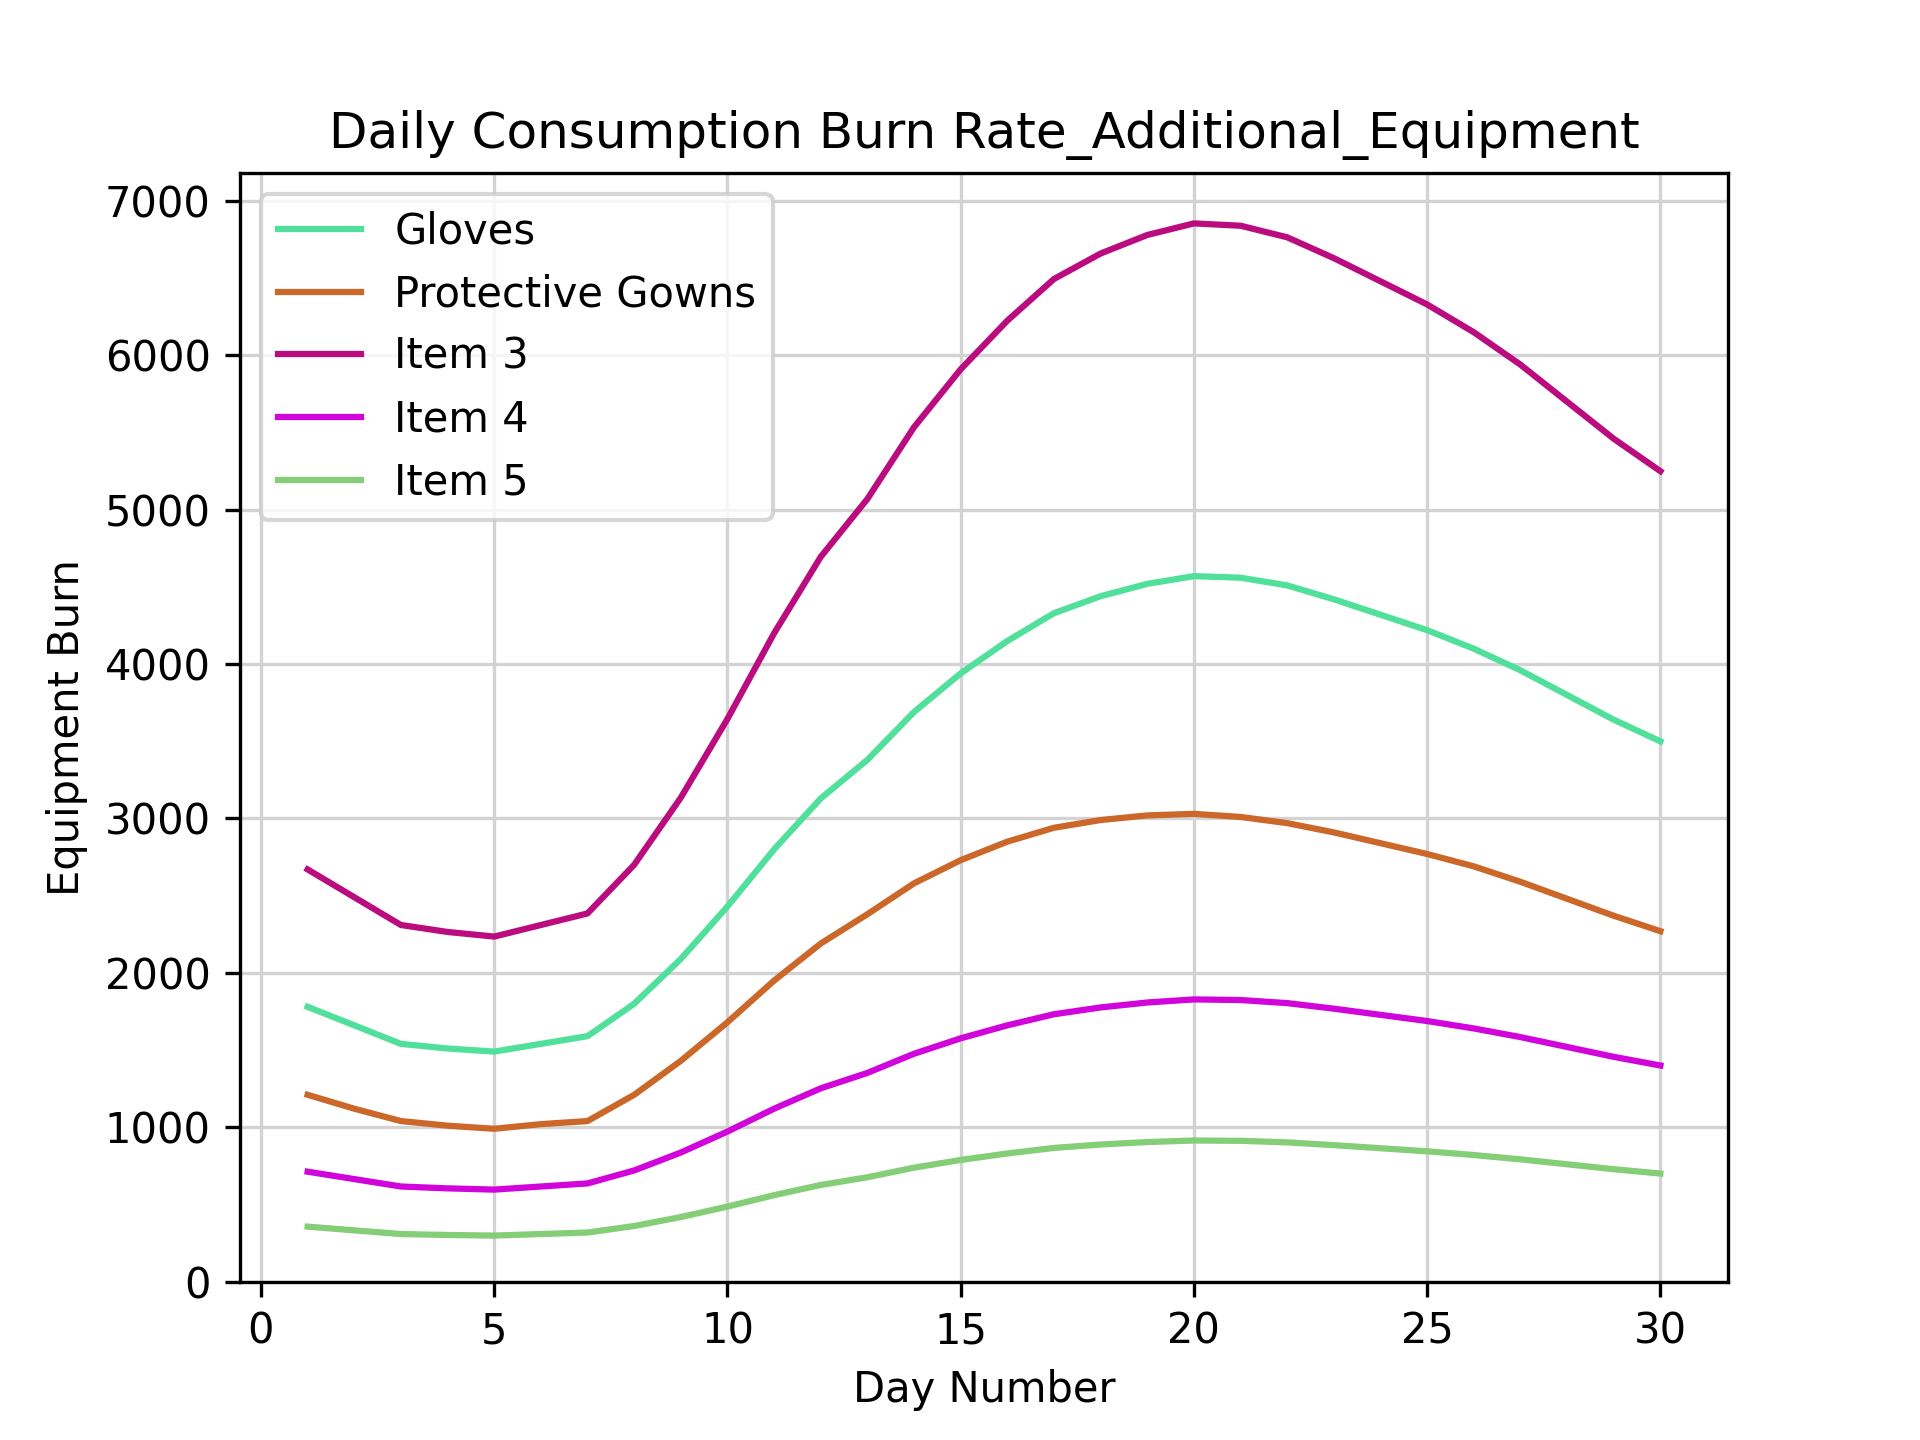 Daily Consumption Burn Rate_Additional_Equipment
7000
6000
5000
4000
3000
2000
1000
0
Equipment Burn
Gloves
Protective Gowns
Item 3
Item 4
Item 5
0 5 10 15 20 25 30
Day Number